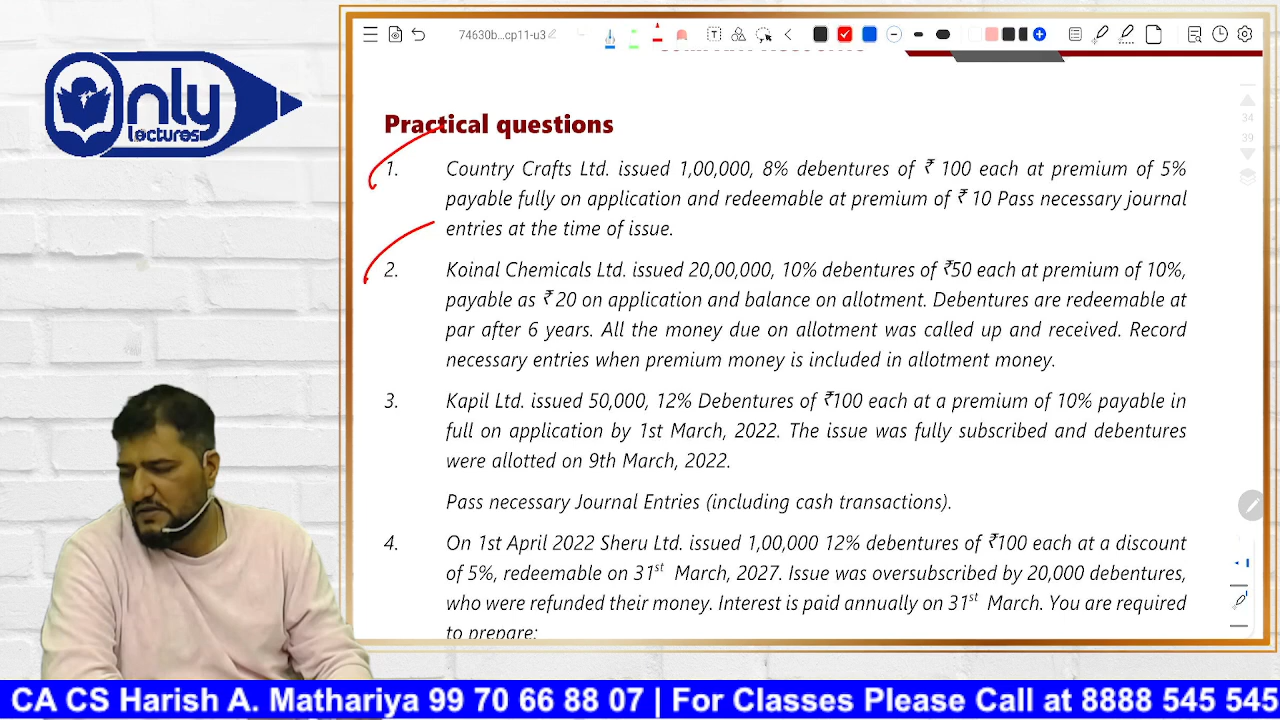 74630b...cp11-u3
nly
lectures
34
39
Practical questions
1. Country Crafts Ltd. issued 1,00,000, 8% debentures of ₹ 100 each at premium of 5%
payable fully on application and redeemable at premium of ₹ 10 Pass necessary journal
entries at the time of issue.
2. Koinal Chemicals Ltd. issued 20,00,000, 10% debentures of ₹50 each at premium of 10%,
payable as ₹ 20 on application and balance on allotment. Debentures are redeemable at
par after 6 years. All the money due on allotment was called up and received. Record
necessary entries when premium money is included in allotment money.
3. Kapil Ltd. issued 50,000, 12% Debentures of ₹100 each at a premium of 10% payable in
full on application by 1st March, 2022. The issue was fully subscribed and debentures
were allotted on 9th March, 2022.
Pass necessary Journal Entries (including cash transactions).
4. On 1st April 2022 Sheru Ltd. issued 1,00,000 12% debentures of ₹100 each at a discount
of 5%, redeemable on 31st March, 2027. Issue was oversubscribed by 20,000 debentures,
who were refunded their money. Interest is paid annually on 31st March. You are required
to prepare:
CA CS Harish A. Mathariya 99 70 66 88 07 | For Classes Please Call at 8888 545 545